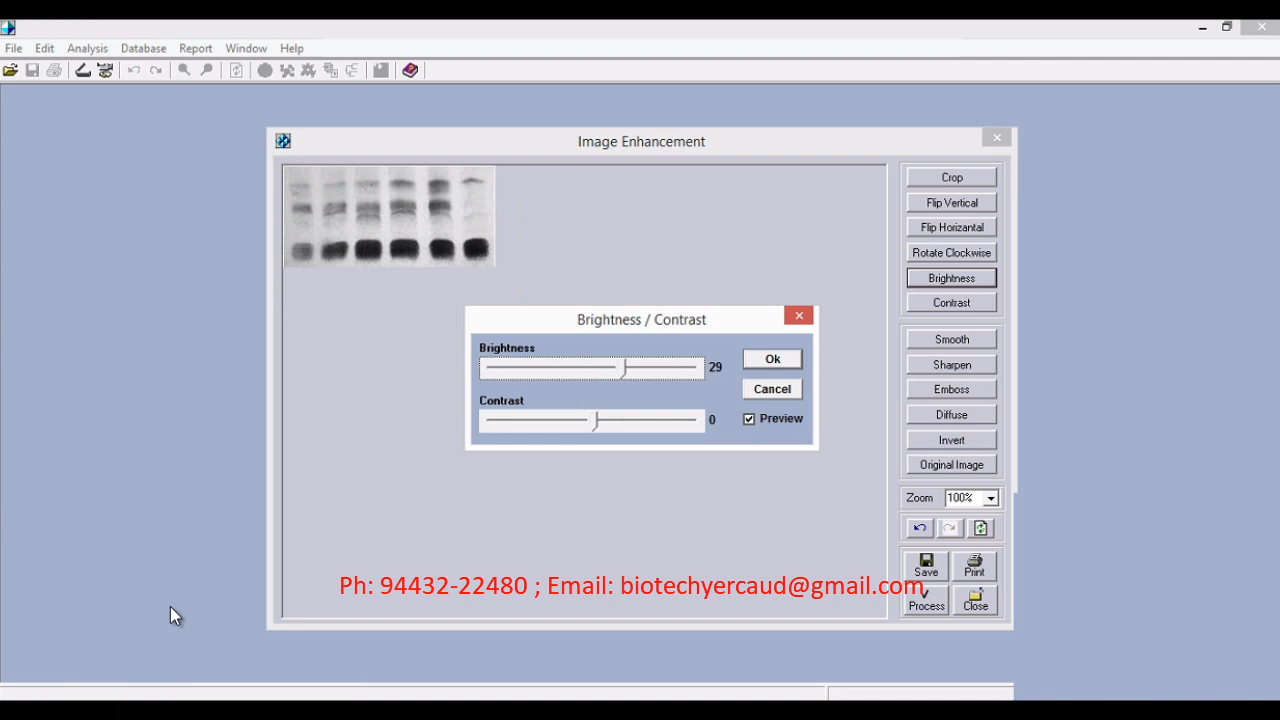 File Edit Analysis Database Report Window Help
Image Enhancement
Crop
Flip Vertical
Flip Horizantal
Rotate Clockwise
Brightness
Contrast
Brightness / Contrast
Brightness
29
Ok
Cancel
Contrast
0
Preview
Smooth
Sharpen
Emboss
Diffuse
Invert
Original Image
Zoom 100%
Save Print
Process Close
Ph: 94432-22480 ; Email: biotechyercaud@gmail.com